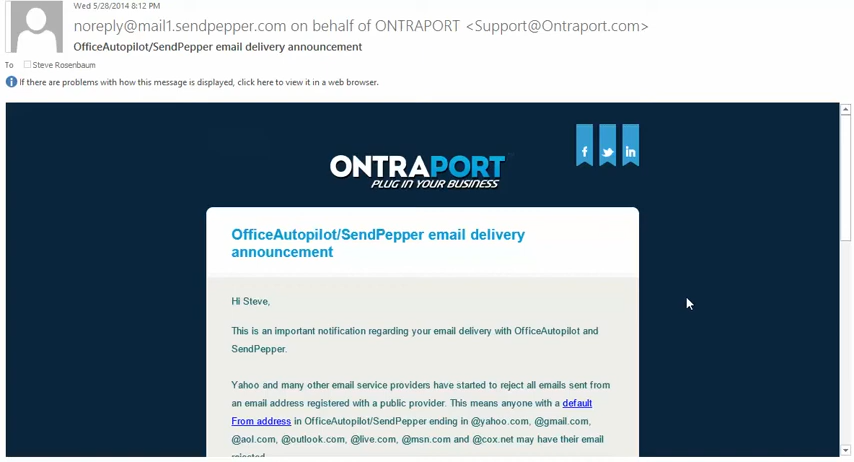 Wed 5/28/2014 8:12 PM
noreply@mail1.sendpepper.com on behalf of ONTRAPORT <Support@Ontraport.com>
OfficeAutopilot/SendPepper email delivery announcement
To Steve Rosenbaum
If there are problems with how this message is displayed, click here to view it in a web browser.
f in
ONTRAPORT
PLUG IN YOUR BUSINESS
OfficeAutopilot/SendPepper email delivery
announcement
Hi Steve,
This is an important notification regarding your email delivery with OfficeAutopilot and
SendPepper.
Yahoo and many other email service providers have started to reject all emails sent from
an email address registered with a public provider. This means anyone with a default
From address in OfficeAutopilot/SendPepper ending in @yahoo.com, @gmail.com,
@aol.com, @outlook.com, @live.com, @msn.com and @cox.net may have their email
rejected